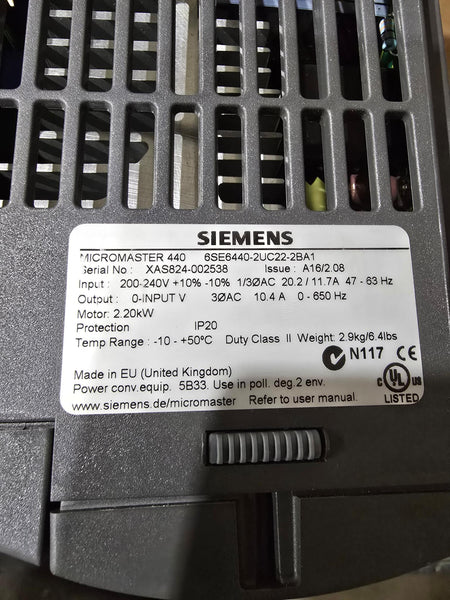 SIEMENS
MICROMASTER 440 6SE6440-2UC22-2BA1
Serial No : XAS824-002538 Issue : A16/2.08
Input : 200-240V +10% -10% 1/3ØAC 20.2 / 11.7A 47 - 63 Hz
Output : 0-INPUT V 3ØAC 10.4 A 0 - 650 Hz
Motor: 2.20kW
Protection IP20
Temp Range : -10 - +50°C Duty Class II Weight: 2.9kg/6.4lbs
N117 CE
Made in EU (United Kingdom)
Power conv.equip. 5B33. Use in poll. deg.2 env.
C UL US
www.siemens.de/micromaster Refer to user manual. LISTED